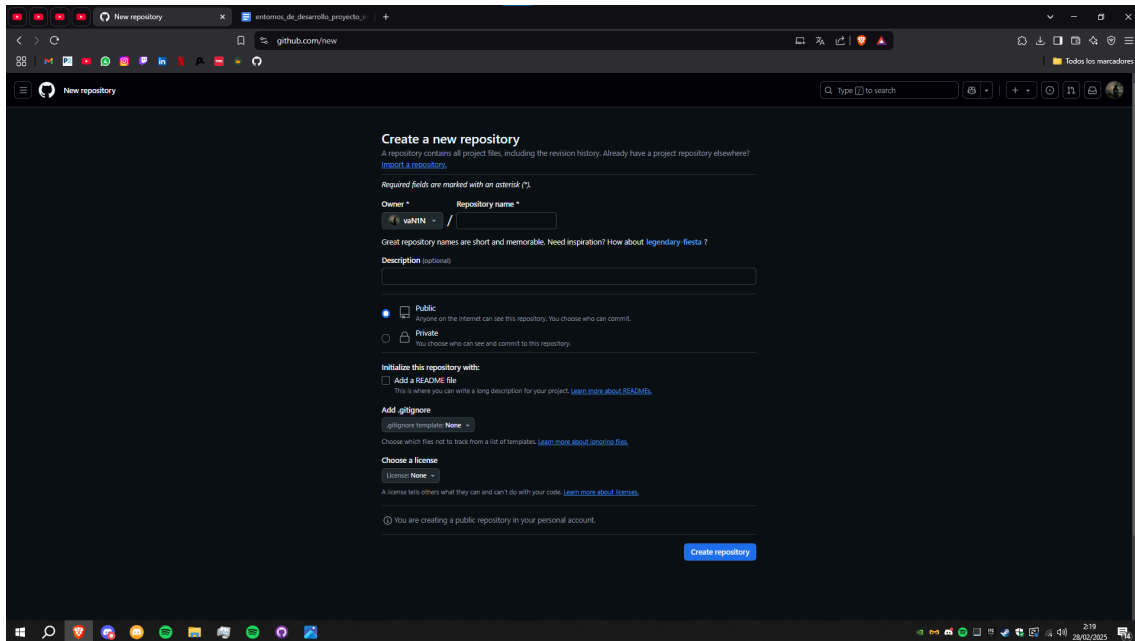 New repository
entornos_de_desarrollo_proyecto_in
github.com/new
Todos los marcadores
New repository
Type / to search
Create a new repository
A repository contains all project files, including the revision history. Already have a project repository elsewhere?
Import a repository.
Required fields are marked with an asterisk (*).
Owner * Repository name *
vaN1N /
Great repository names are short and memorable. Need inspiration? How about legendary-fiesta ?
Description (optional)
Public
Anyone on the internet can see this repository. You choose who can commit.
Private
You choose who can see and commit to this repository.
Initialize this repository with:
Add a README file
This is where you can write a long description for your project. Learn more about READMEs.
Add .gitignore
.gitignore template: None
Choose which files not to track from a list of templates. Learn more about ignoring files.
Choose a license
License: None
A license tells others what they can and can't do with your code. Learn more about licenses.
You are creating a public repository in your personal account.
Create repository
2:19
28/02/2025